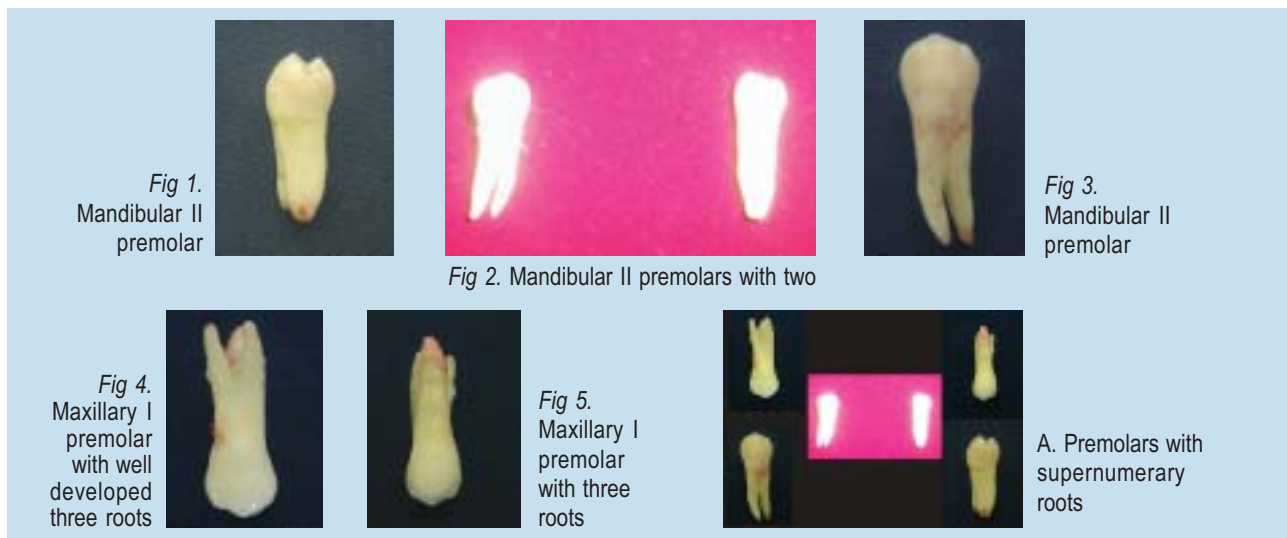 Fig 1.
Mandibular II
premolar
Fig 2. Mandibular II premolars with two
Fig 3.
Mandibular II
premolar
Fig 4.
Maxillary I
premolar
with well
developed
three roots
Fig 5.
Maxillary I
premolar
with three
roots
A. Premolars with
supernumerary
roots